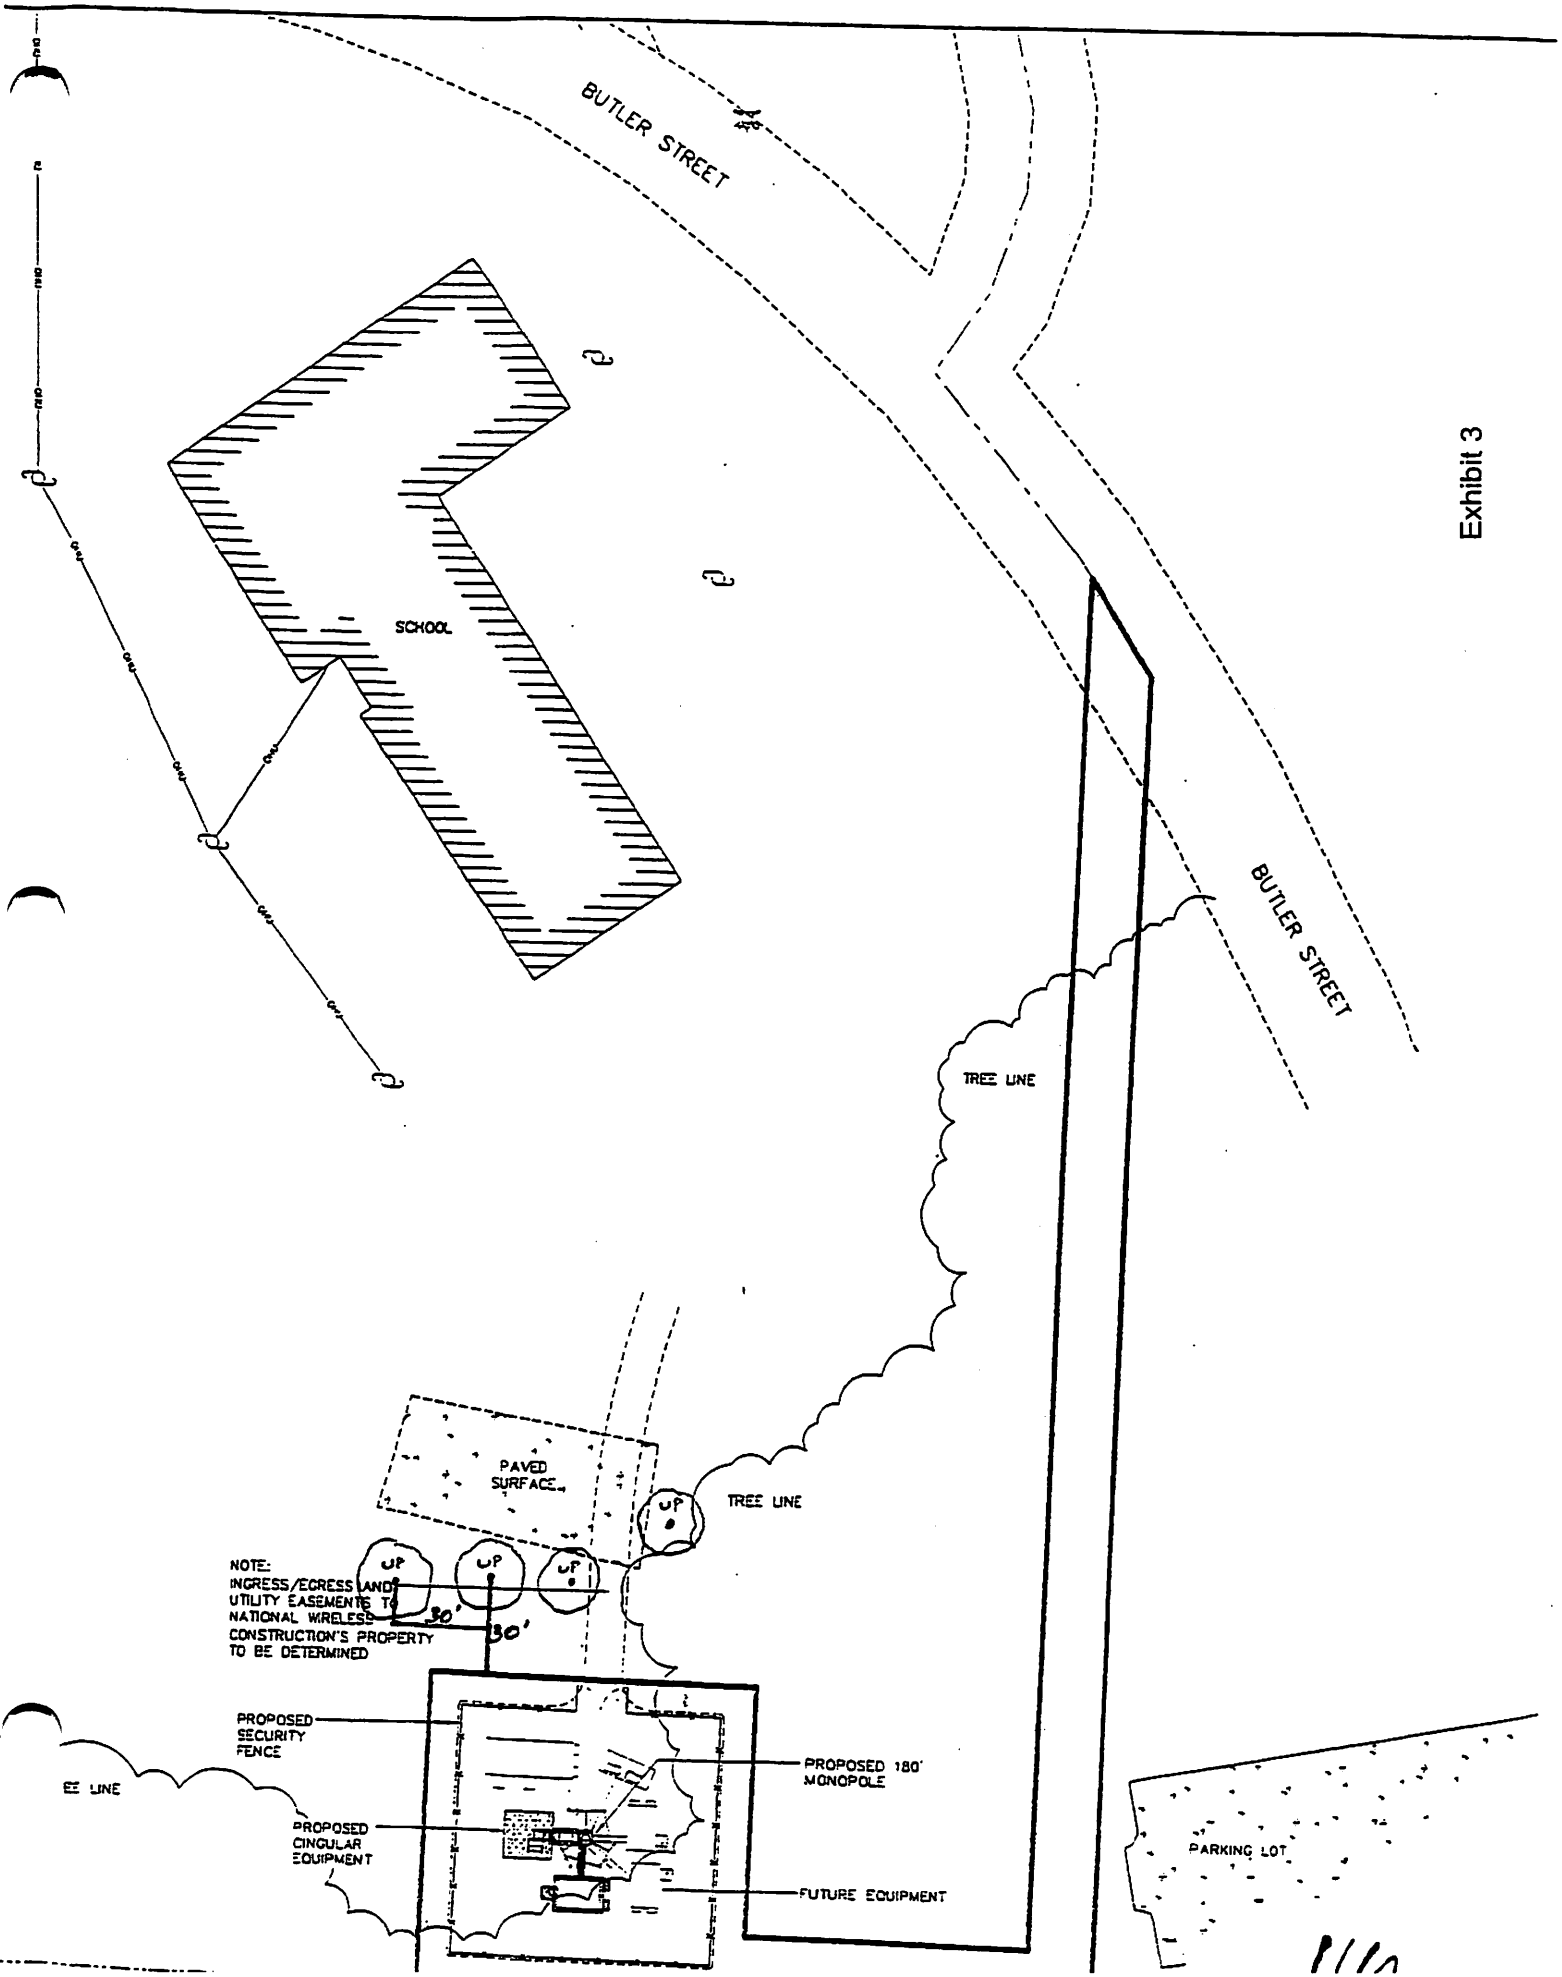 BUTLER STREET
Exhibit 3
SCHOOL
BUTLER STREET
TREE LINE
PAVED
SURFACE
UP
TREE LINE
UP
UP
UP
NOTE:
INGRESS/EGRESS AND
UTILITY EASEMENTS TO
NATIONAL WIRELESS
CONSTRUCTION'S PROPERTY
TO BE DETERMINED
30'
30'
PROPOSED
SECURITY
FENCE
PROPOSED 180'
MONOPOLE
EE LINE
PROPOSED
CINGULAR
EQUIPMENT
PARKING LOT
FUTURE EQUIPMENT